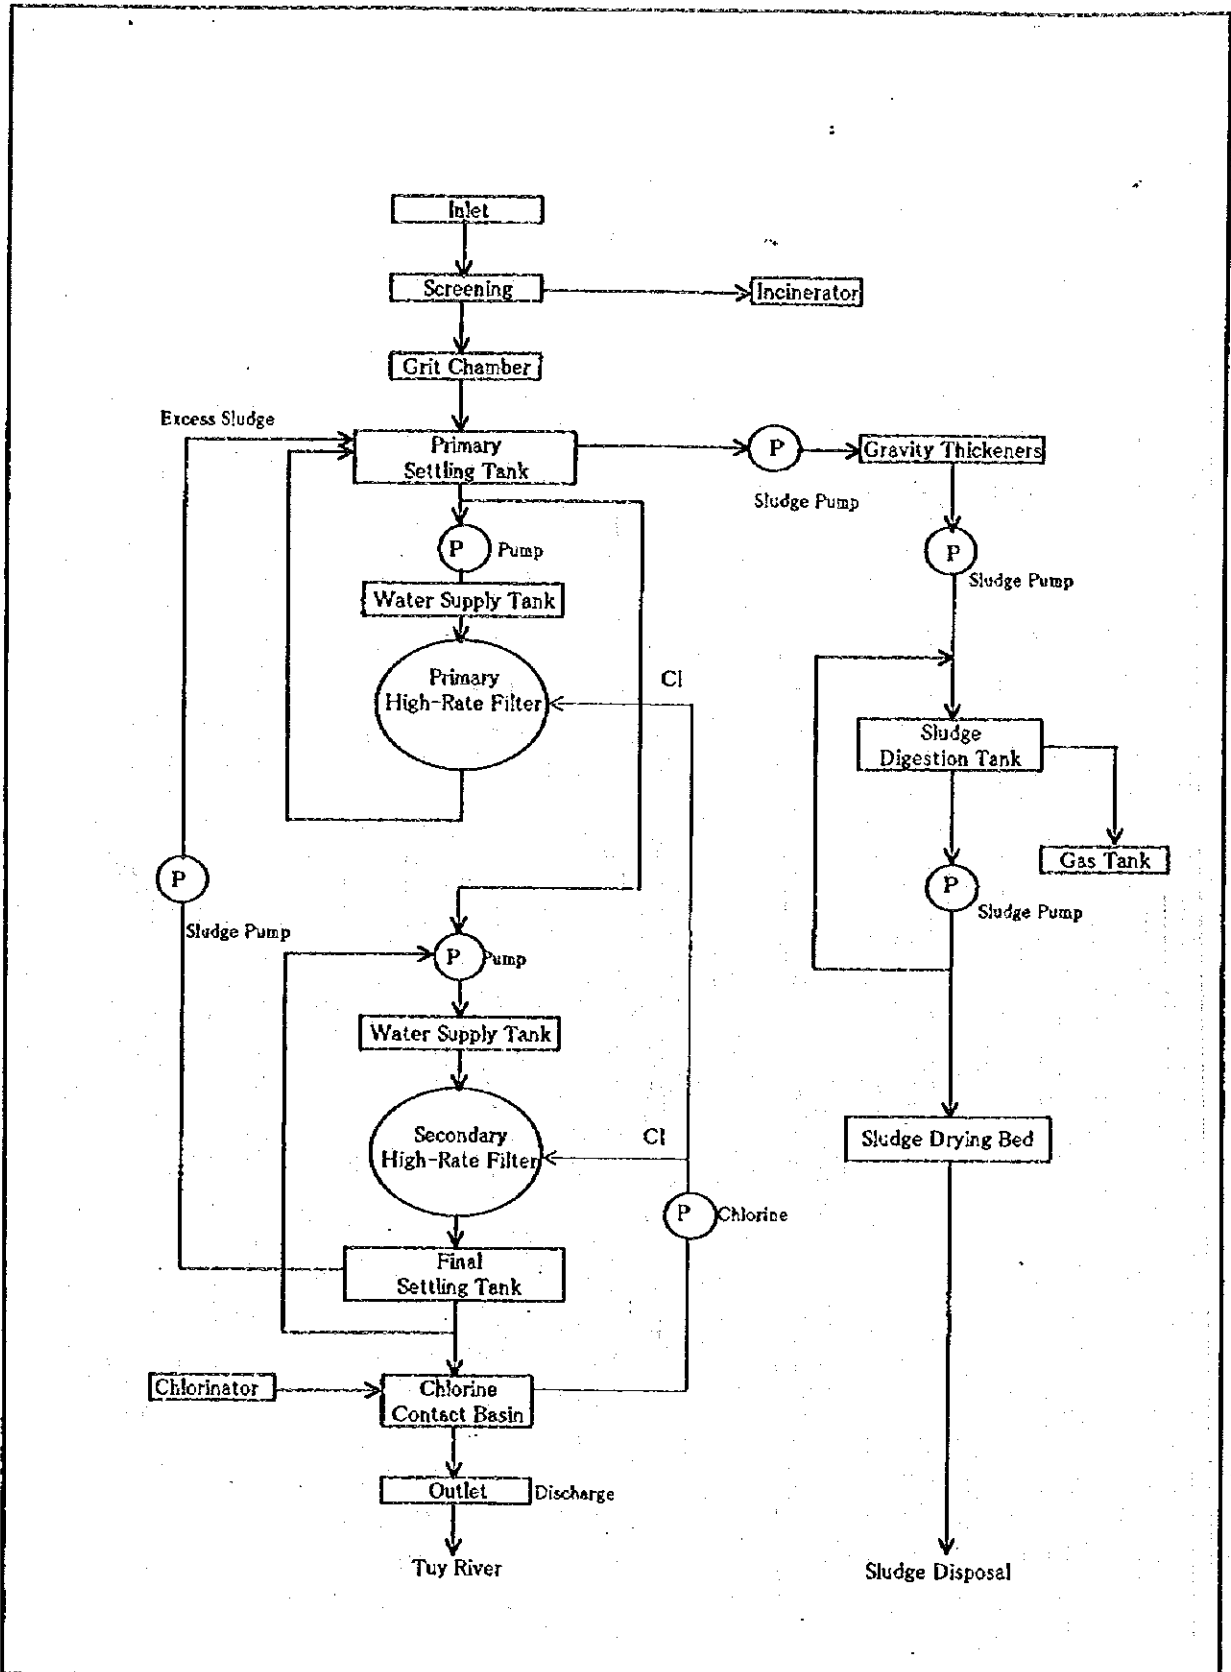 Inlet
Screening
Incinerator
Grit Chamber
Excess Sludge
Primary
Settling Tank
P
Gravity Thickeners
Sludge Pump
P
Pump
P
Sludge Pump
Water Supply Tank
Primary
High-Rate Filter
Cl
Sludge
Digestion Tank
Gas Tank
P
Sludge Pump
P
Sludge Pump
P
Pump
Water Supply Tank
Secondary
High-Rate Filter
Cl
Sludge Drying Bed
P
Chlorine
Final
Settling Tank
Chlorinator
Chlorine
Contact Basin
Outlet
Discharge
Tuy River
Sludge Disposal